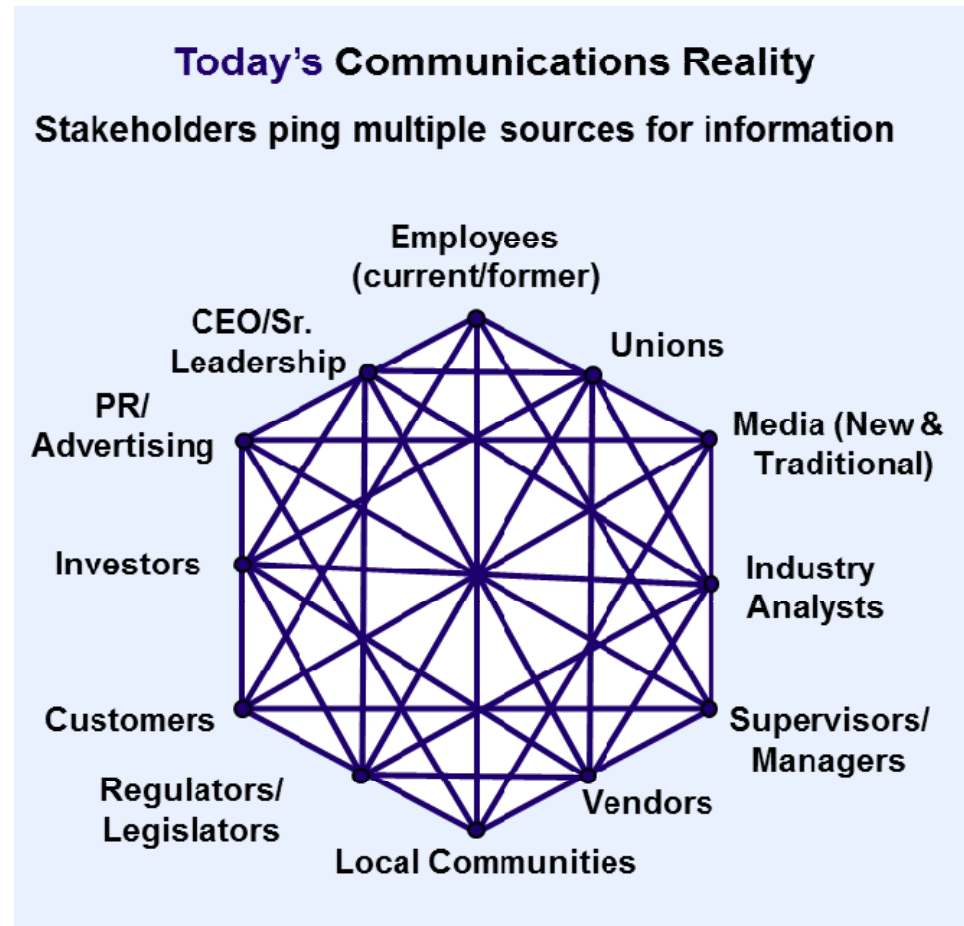 Today's Communications Reality
Stakeholders ping multiple sources for information
Employees
(current/former)
CEO/Sr.
Leadership
Unions
PR/
Advertising
Media (New &
Traditional)
Investors
Industry
Analysts
Customers
Supervisors/
Managers
Regulators/
Legislators
Vendors
Local Communities